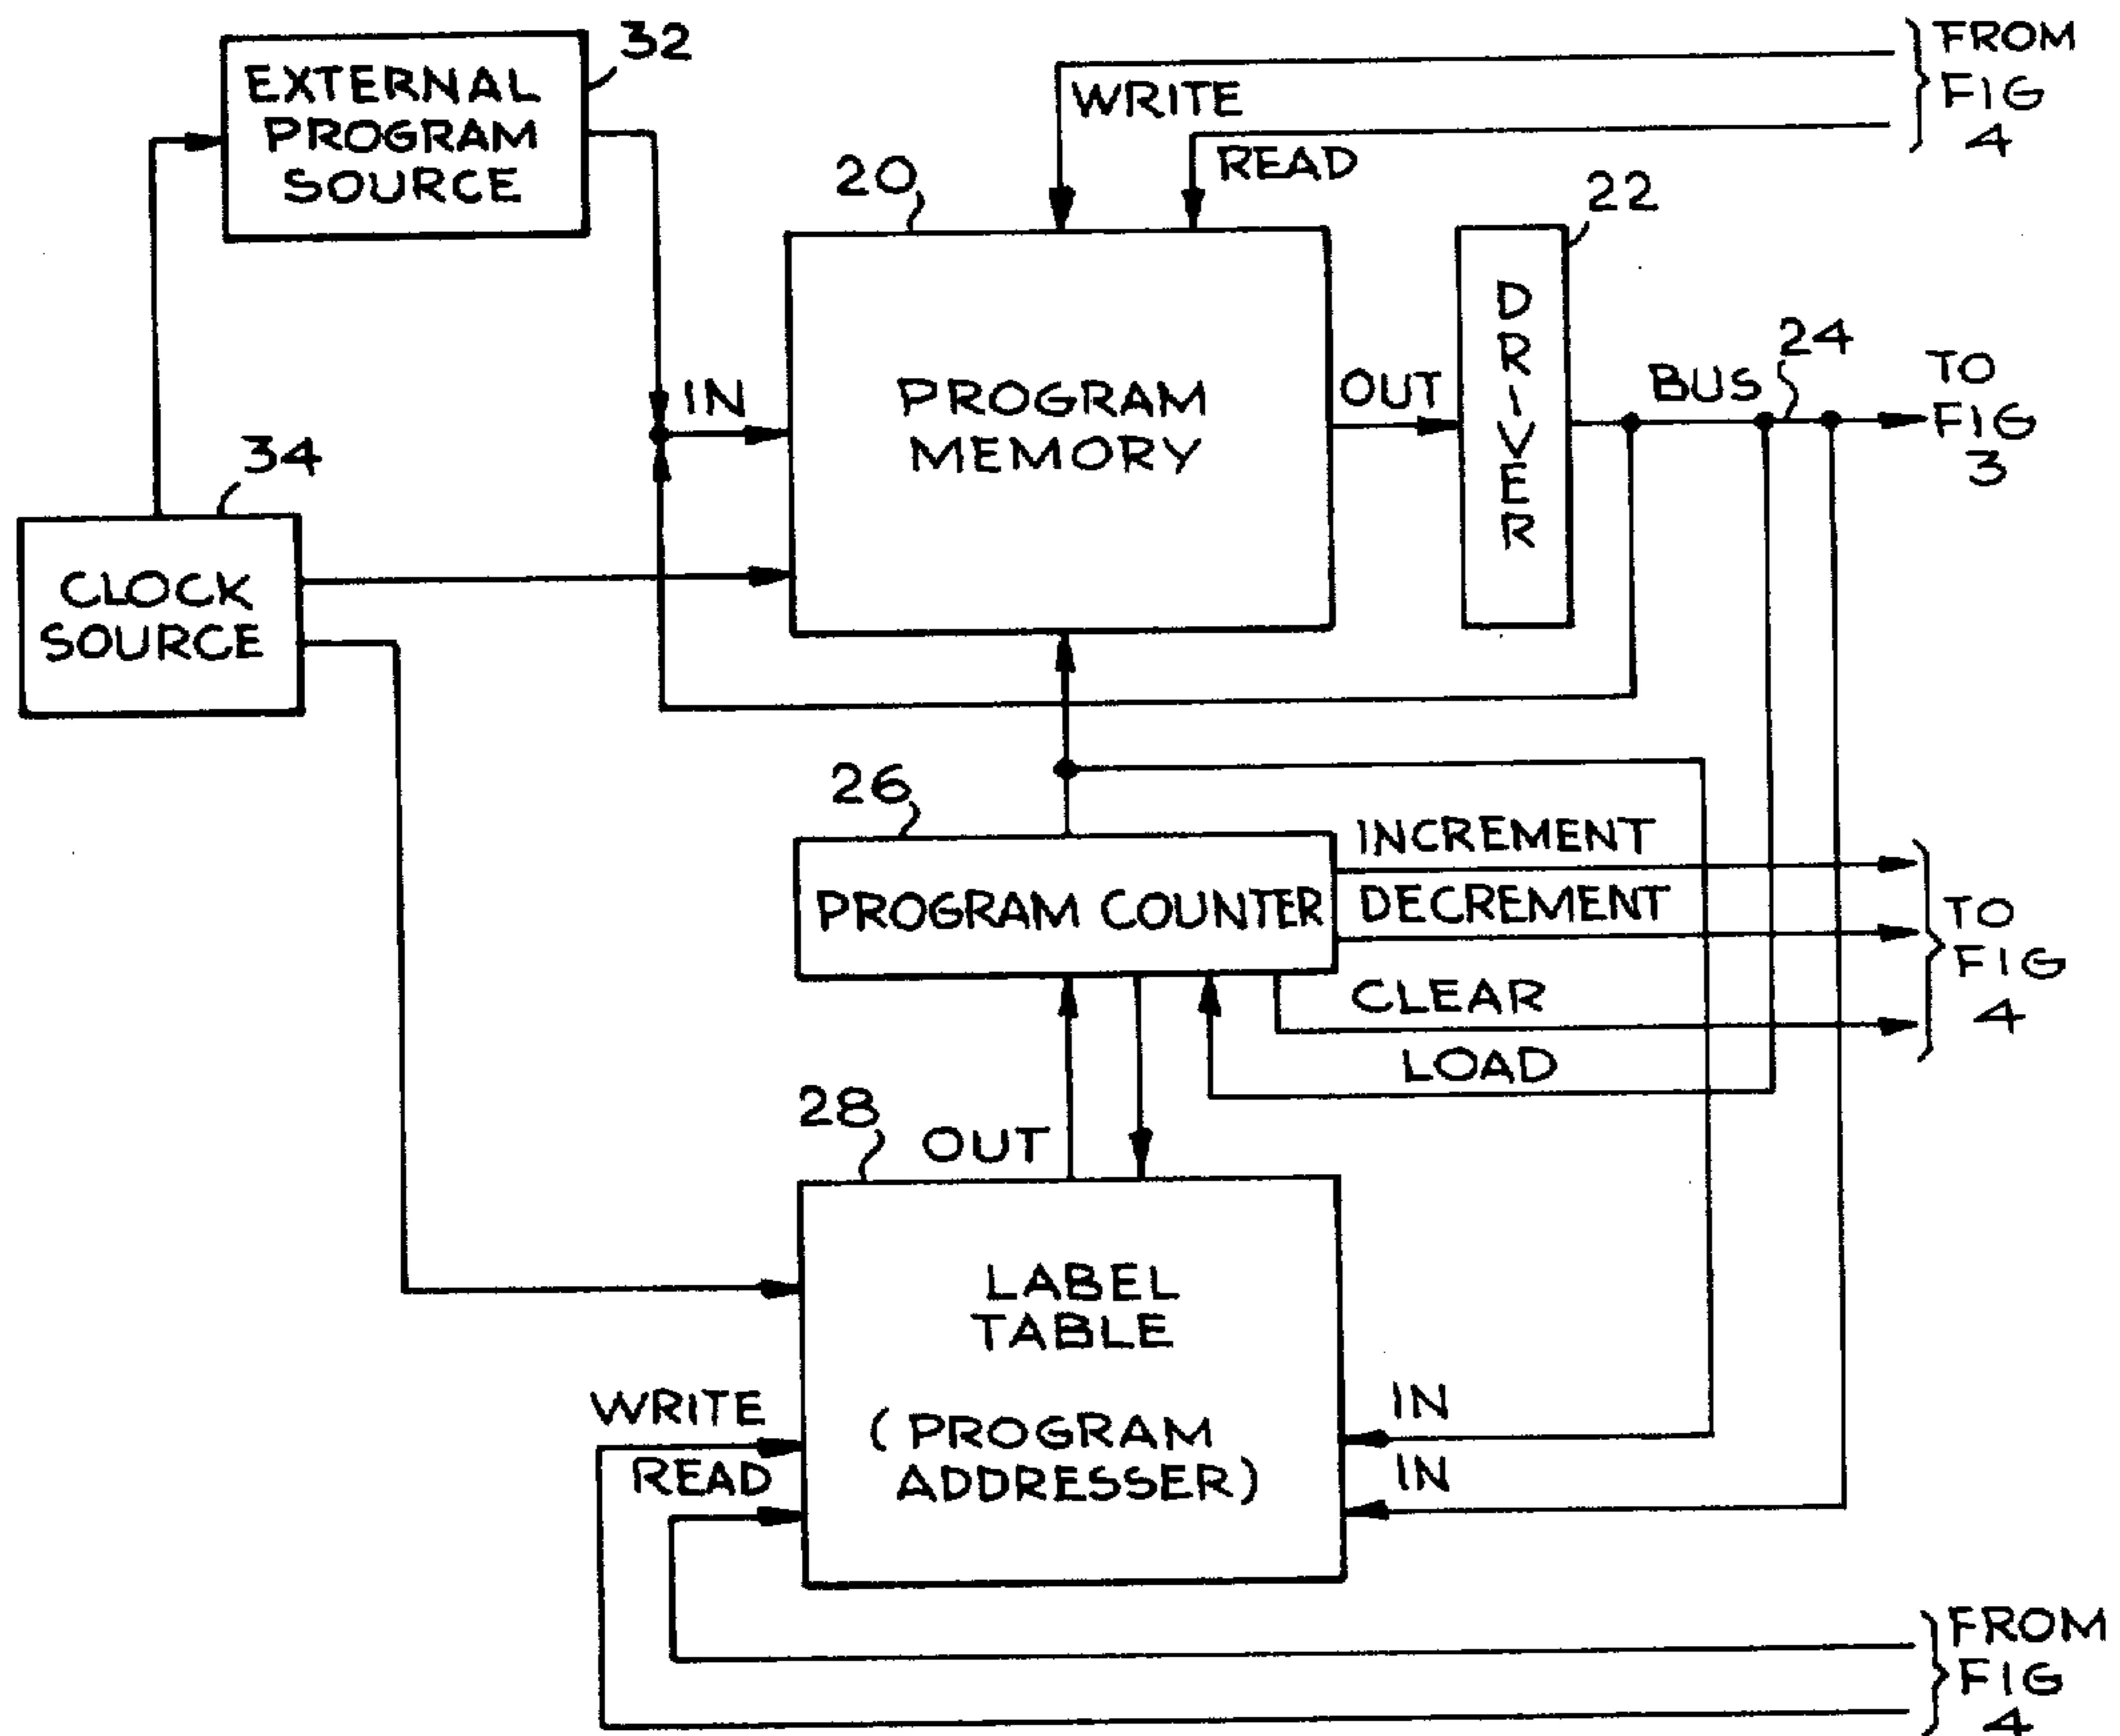 32
EXTERNAL
PROGRAM
SOURCE
FROM
FIG
4
WRITE
READ
20
22
PROGRAM
MEMORY
IN
OUT
DRIVER
BUS
24
TO
FIG
3
34
CLOCK
SOURCE
26
PROGRAM COUNTER
INCREMENT
DECREMENT
CLEAR
LOAD
TO
FIG
4
28
OUT
LABEL
TABLE
(PROGRAM
ADDRESSER)
WRITE
READ
IN
IN
FROM
FIG
4